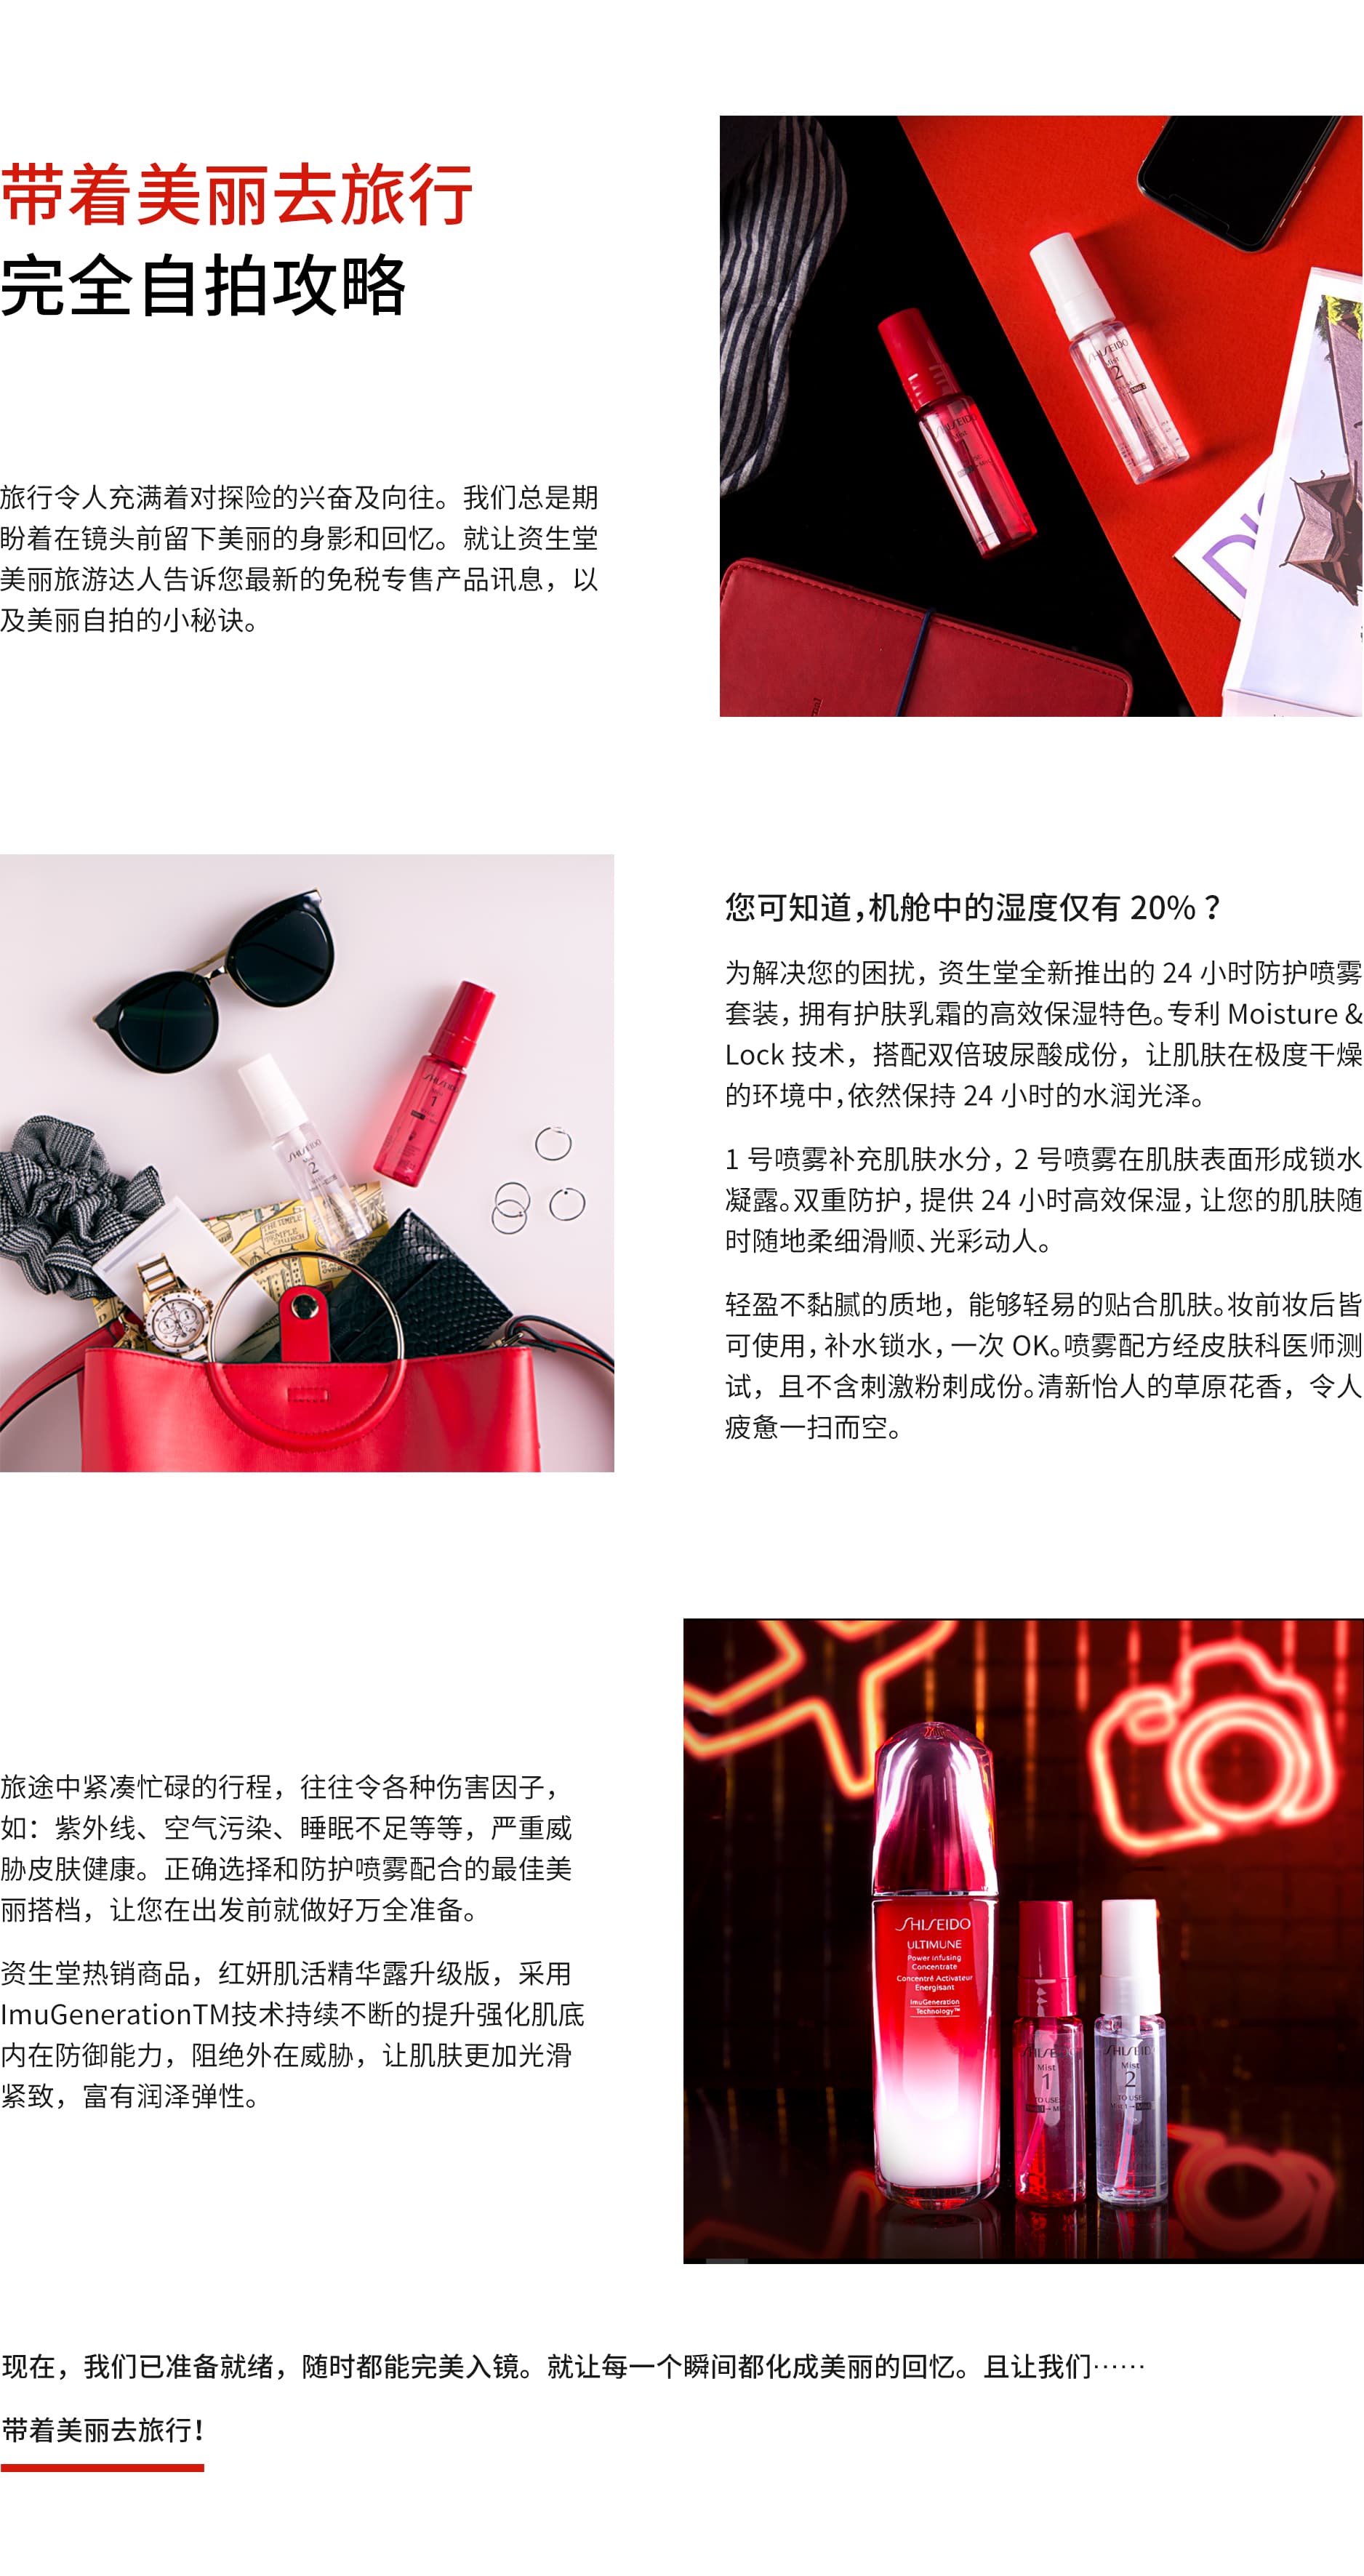 带着美丽去旅行
完全自拍攻略
旅行令人充满着对探险的兴奋及向往。我们总是期
盼着在镜头前留下美丽的身影和回忆。就让资生堂
美丽旅游达人告诉您最新的免税专售产品讯息，以
及美丽自拍的小秘诀。
SHISEIDO
Mist
2
SHISEIDO
Mist
1
您可知道，机舱中的湿度仅有 20%？
为解决您的困扰，资生堂全新推出的 24 小时防护喷雾
套装，拥有护肤乳霜的高效保湿特色。专利 Moisture &
Lock 技术，搭配双倍玻尿酸成份，让肌肤在极度干燥
的环境中，依然保持 24 小时的水润光泽。
1 号喷雾补充肌肤水分，2 号喷雾在肌肤表面形成锁水
凝露。双重防护，提供 24 小时高效保湿，让您的肌肤随
时随地柔细滑顺、光彩动人。
轻盈不黏腻的质地，能够轻易的贴合肌肤。妆前妆后皆
可使用，补水锁水，一次 OK。喷雾配方经皮肤科医师测
试，且不含刺激粉刺成份。清新怡人的草原花香，令人
疲惫一扫而空。
SHISEIDO
1
SHISEIDO
2
THE TEMPLE
旅途中紧凑忙碌的行程，往往令各种伤害因子，
如：紫外线、空气污染、睡眠不足等等，严重威
胁皮肤健康。正确选择和防护喷雾配合的最佳美
丽搭档，让您在出发前就做好万全准备。
资生堂热销商品，红妍肌活精华露升级版，采用
ImuGenerationTM技术持续不断的提升强化肌底
内在防御能力，阻绝外在威胁，让肌肤更加光滑
紧致，富有润泽弹性。
SHISEIDO
ULTIMUNE
Power Infusing
Concentrate
Concentré Activateur
Energisant
ImuGeneration
Technology™
SHISEIDO
Mist
1
TO USE:
SHISEIDO
Mist
2
TO USE:
现在，我们已准备就绪，随时都能完美入镜。就让每一个瞬间都化成美丽的回忆。且让我们……
带着美丽去旅行！